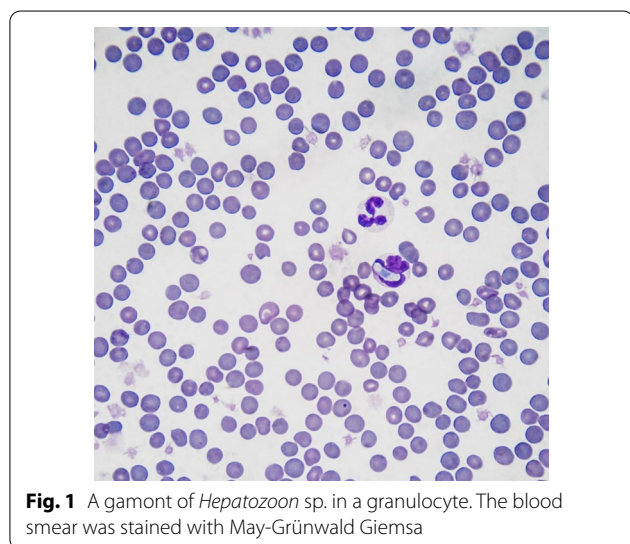 Fig. 1 A gamont of Hepatozoon sp. in a granulocyte. The blood
smear was stained with May-Grünwald Giemsa